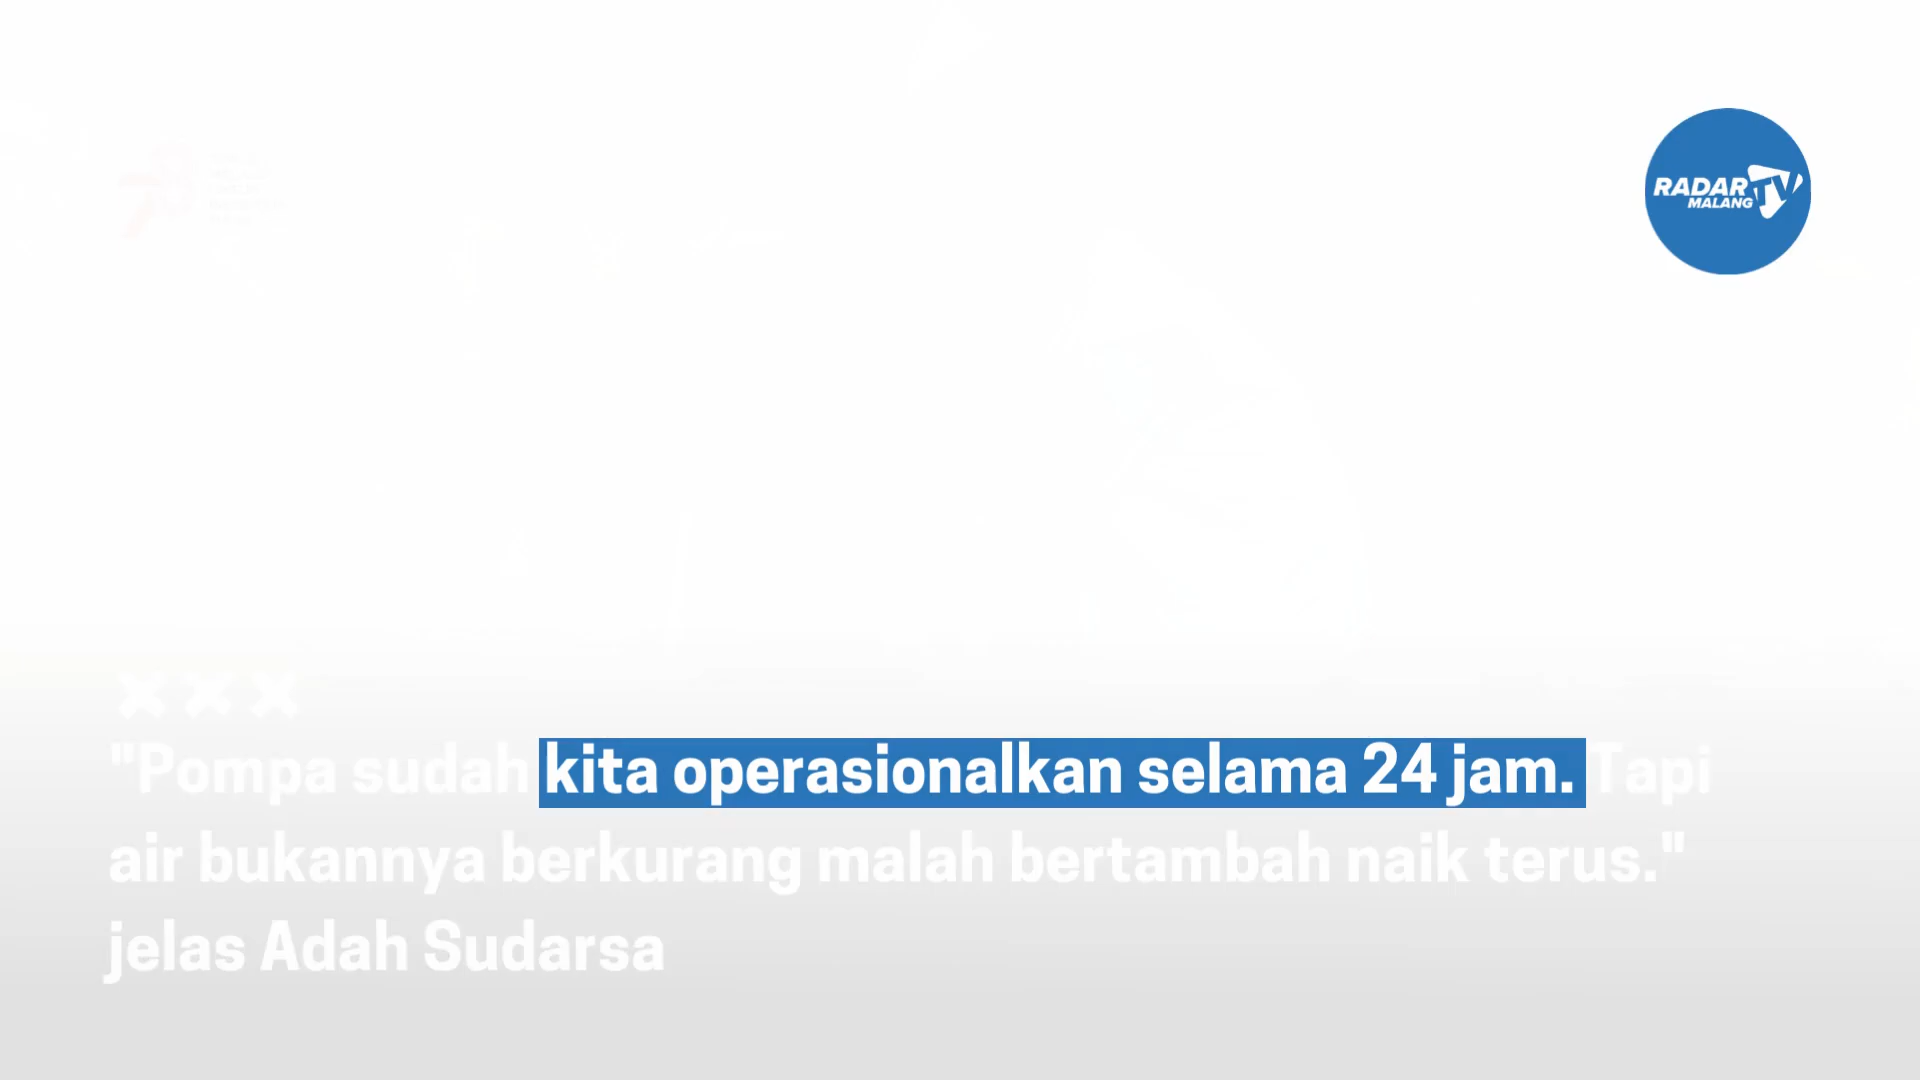 RADAR TV
MALANG
"Pompa sudah kita operasionalkan selama 24 jam. Tapi
air bukannya berkurang malah bertambah naik terus."
jelas Adah Sudarsa